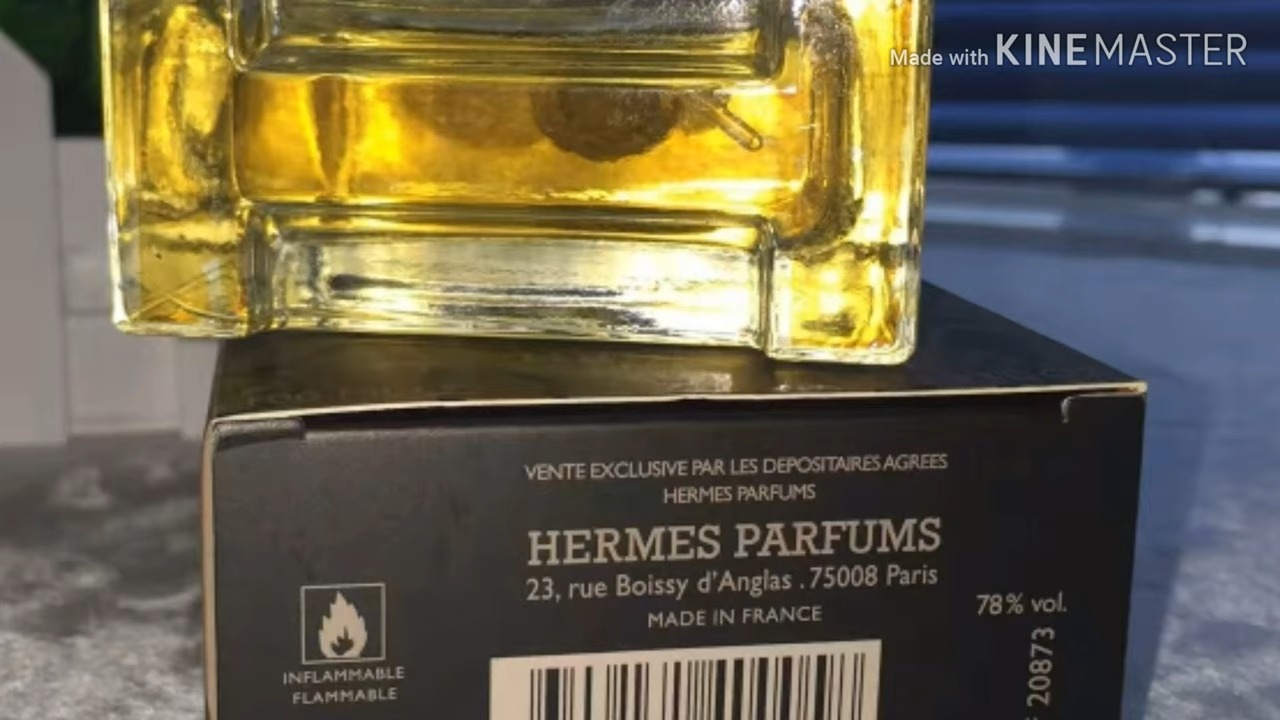 Made with KINEMASTER
VENTE EXCLUSIVE PAR LES DEPOSITAIRES AGREES
HERMES PARFUMS
HERMES PARFUMS
23, rue Boissy d'Anglas . 75008 Paris
MADE IN FRANCE
78% vol.
20873
INFLAMMABLE
FLAMMABLE